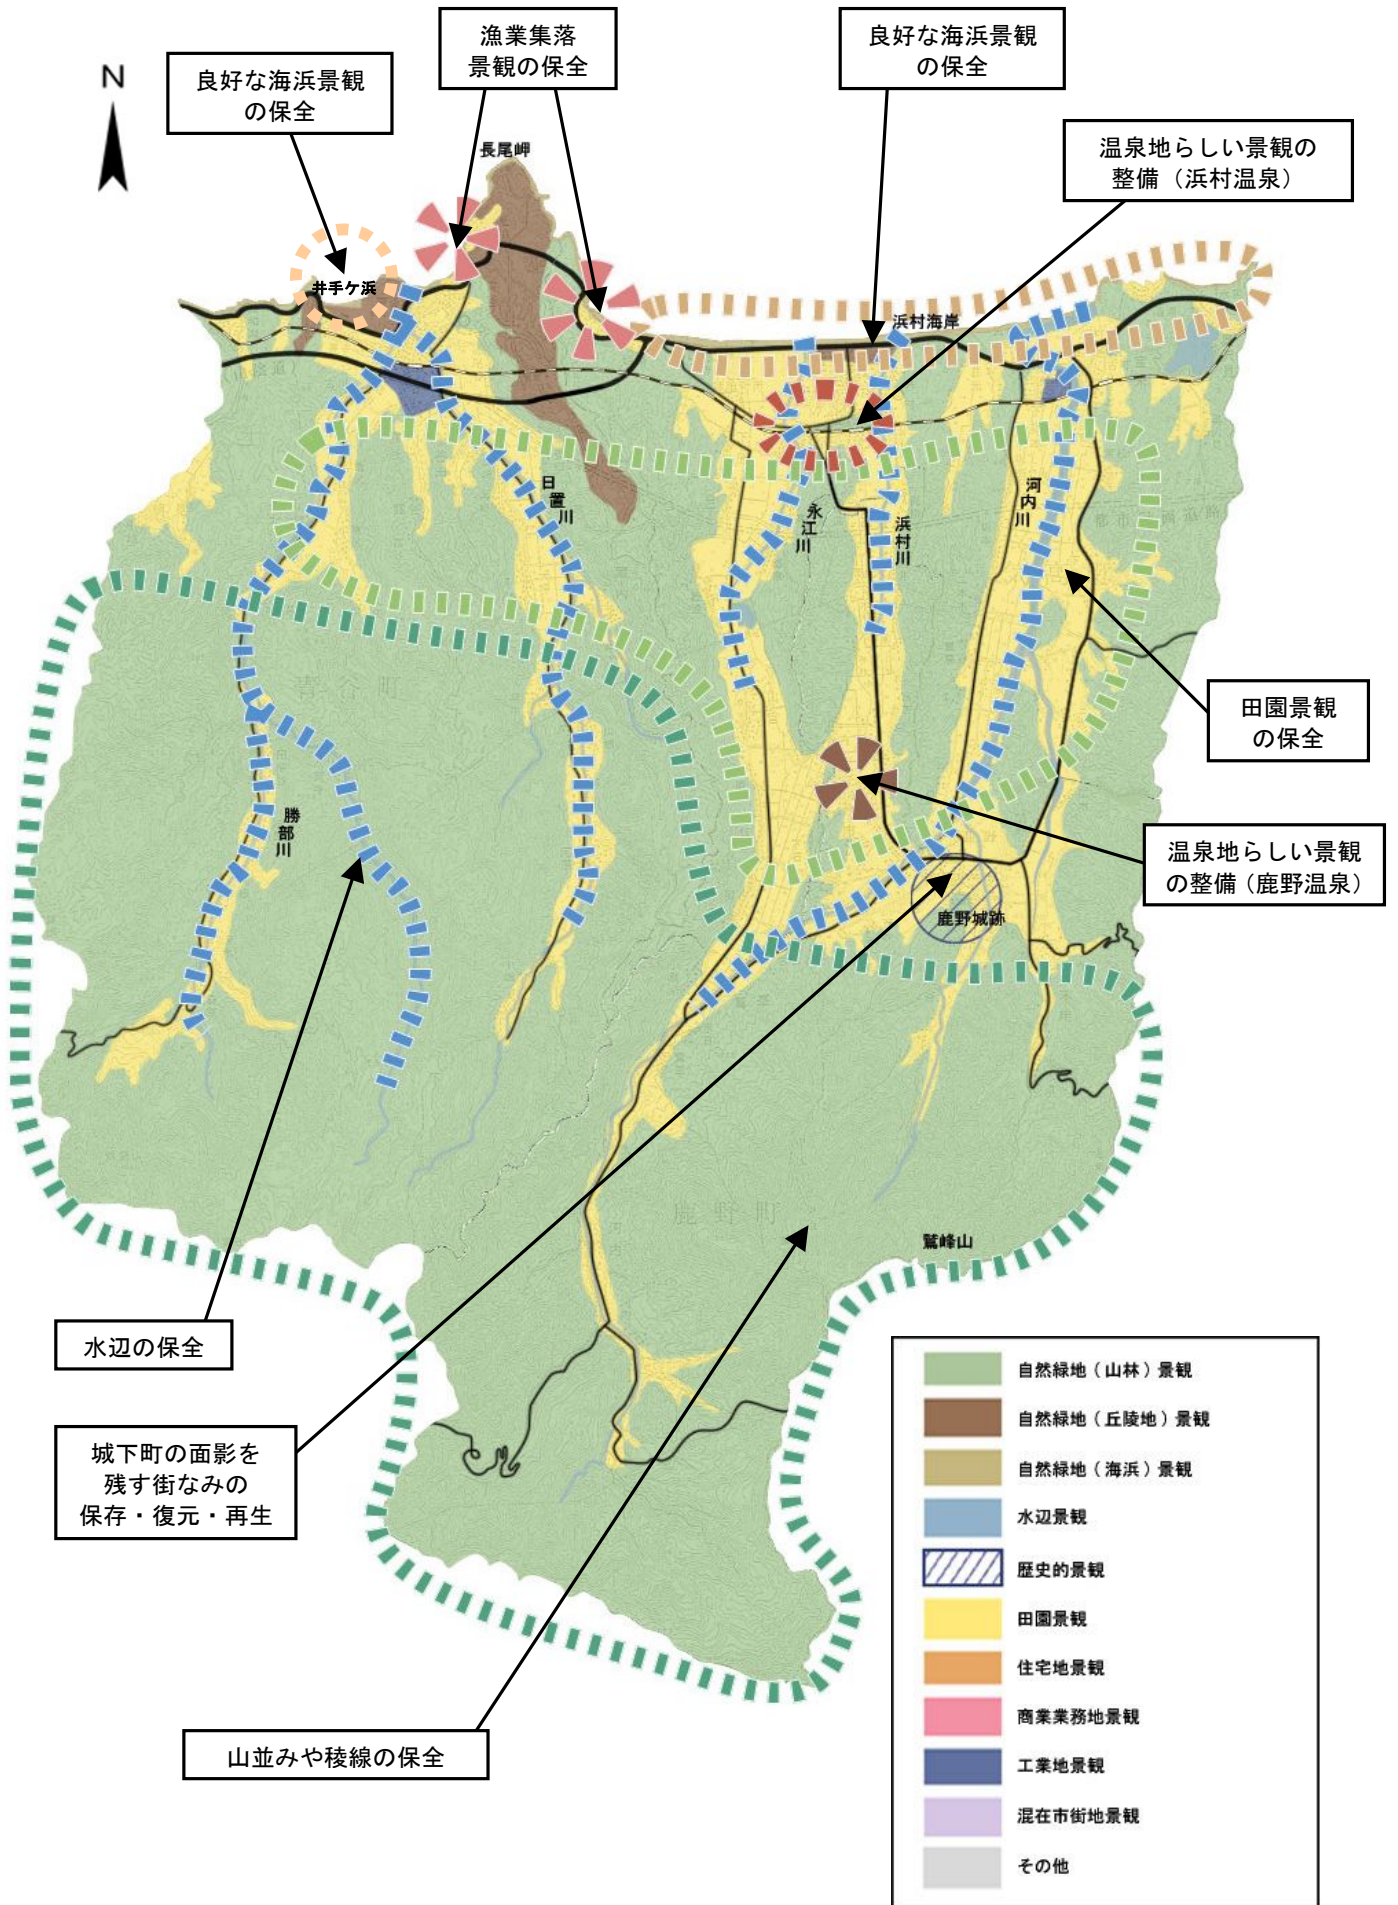 漁業集落
景観の保全
良好な海浜景観
の保全
良好な海浜景観
の保全
N
温泉地らしい景観の
整備（浜村温泉）
長尾岬
井手ケ浜
浜村海岸
日置川
永江川
浜村川
河内川
青谷町
田園景観
の保全
勝部川
温泉地らしい景観
の整備（鹿野温泉）
鹿野城跡
鹿野町
鷲峰山
水辺の保全
城下町の面影を
残す街なみの
保存・復元・再生
山並みや稜線の保全
自然緑地（山林）景観
自然緑地（丘陵地）景観
自然緑地（海浜）景観
水辺景観
歴史的景観
田園景観
住宅地景観
商業業務地景観
工業地景観
混在市街地景観
その他